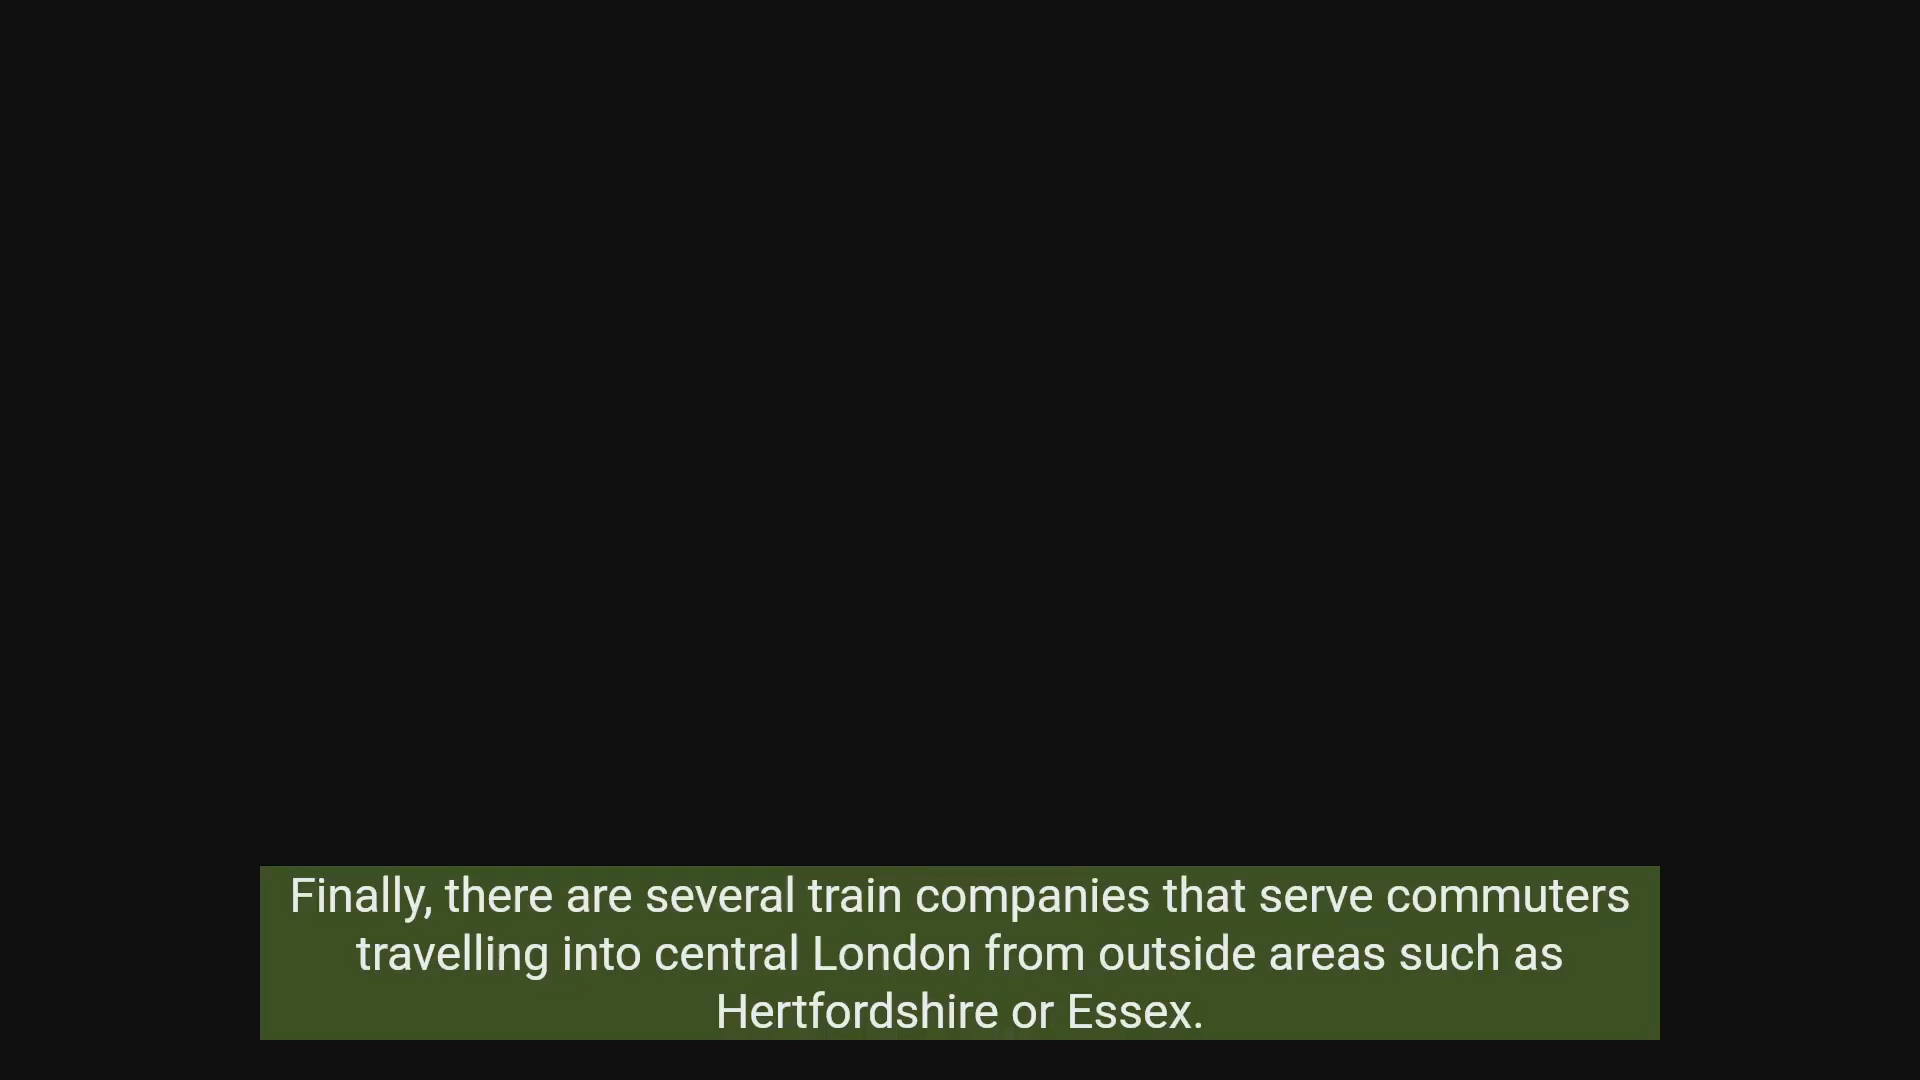 Finally, there are several train companies that serve commuters
travelling into central London from outside areas such as
Hertfordshire or Essex.